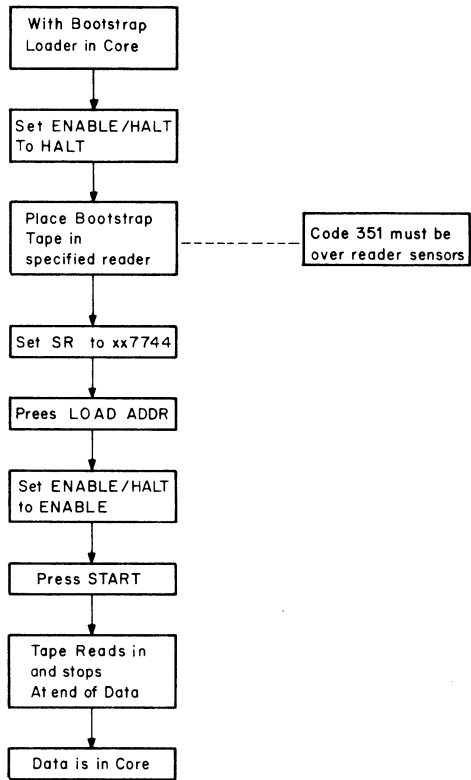 With Bootstrap
Loader in Core
Set ENABLE/HALT
To HALT
Place Bootstrap
Tape in
specified reader
Code 351 must be
over reader sensors
Set SR to xx7744
Prees LOAD ADDR
Set ENABLE/HALT
to ENABLE
Press START
Tape Reads in
and stops
At end of Data
Data is in Core